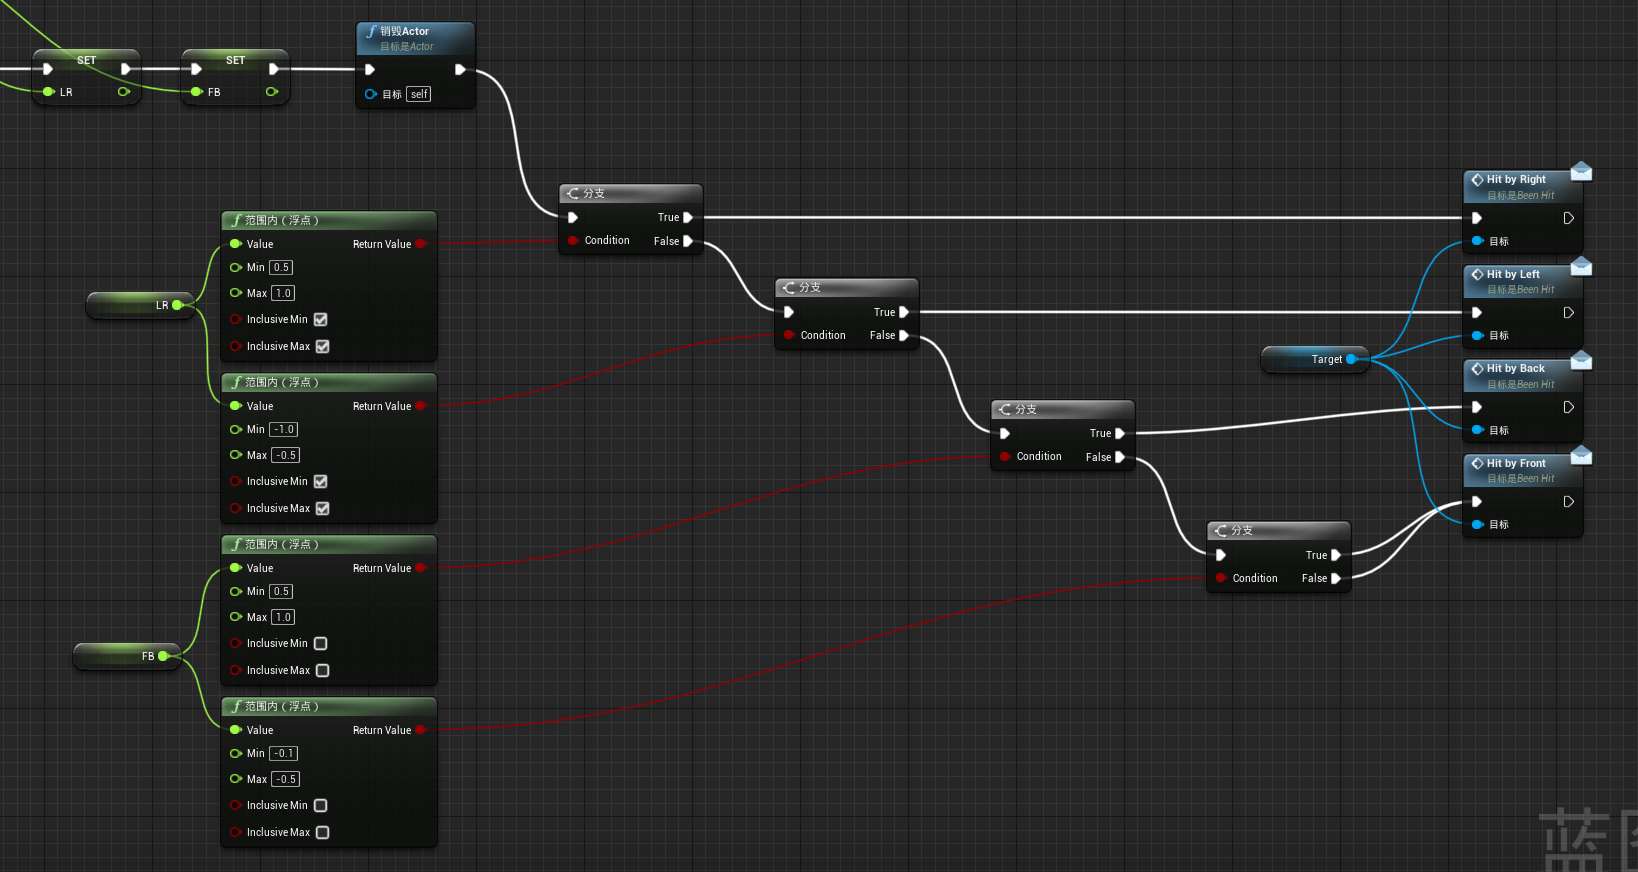 SET
LR
SET
FB
销毁Actor
目标是Actor
目标 self
分支
True
Condition
False
范围内（浮点）
Value
Return Value
Min 0.5
Max 1.0
Inclusive Min
Inclusive Max
LR
范围内（浮点）
Value
Return Value
Min -1.0
Max -0.5
Inclusive Min
Inclusive Max
分支
True
Condition
False
分支
True
Condition
False
范围内（浮点）
Value
Return Value
Min 0.5
Max 1.0
Inclusive Min
Inclusive Max
FB
范围内（浮点）
Value
Return Value
Min -0.1
Max -0.5
Inclusive Min
Inclusive Max
分支
True
Condition
False
Target
Hit by Right
目标是Been Hit
目标
Hit by Left
目标是Been Hit
目标
Hit by Back
目标是Been Hit
目标
Hit by Front
目标是Been Hit
目标
蓝